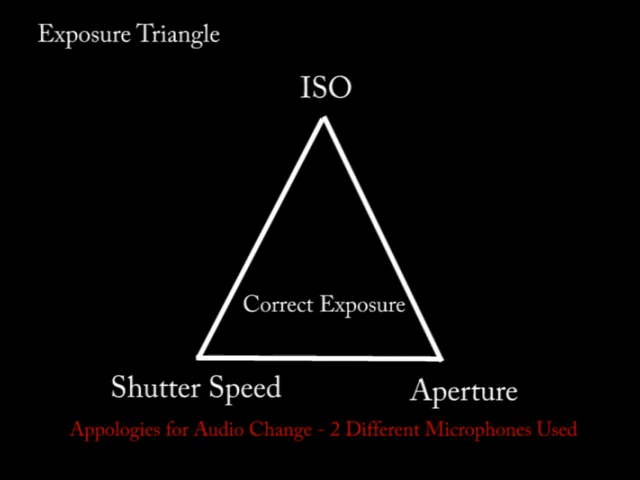 Exposure Triangle
ISO
Correct Exposure
Shutter Speed
Aperture
Appologies for Audio Change - 2 Different Microphones Used